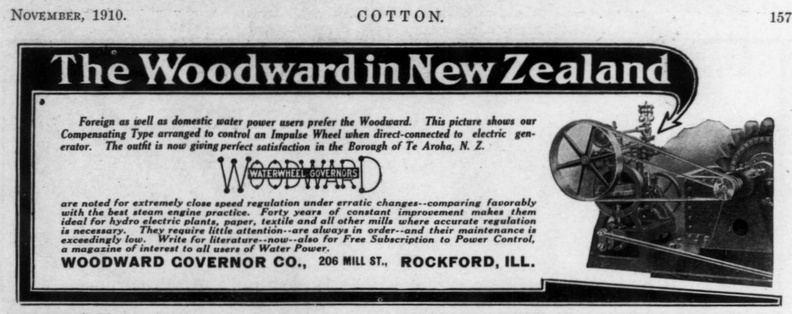 NOVEMBER, 1910. COTTON. 157
The Woodward in New Zealand
Foreign as well as domestic water power users prefer the Woodward. This picture shows our
Compensating Type arranged to control an Impulse Wheel when direct-connected to electric gen-
erator. The outfit is now giving perfect satisfaction in the Borough of Te Aroha, N. Z.
WOODWARD
WATERWHEEL GOVERNORS
are noted for extremely close speed regulation under erratic changes--comparing favorably
with the best steam engine practice. Forty years of constant improvement makes them
ideal for hydro electric plants, paper, textile and all other mills where accurate regulation
is necessary. They require little attention--are always in order--and their maintenance is
exceedingly low. Write for literature--now--also for Free Subscription to Power Control,
a magazine of interest to all users of Water Power.
WOODWARD GOVERNOR CO., 206 MILL ST., ROCKFORD, ILL.